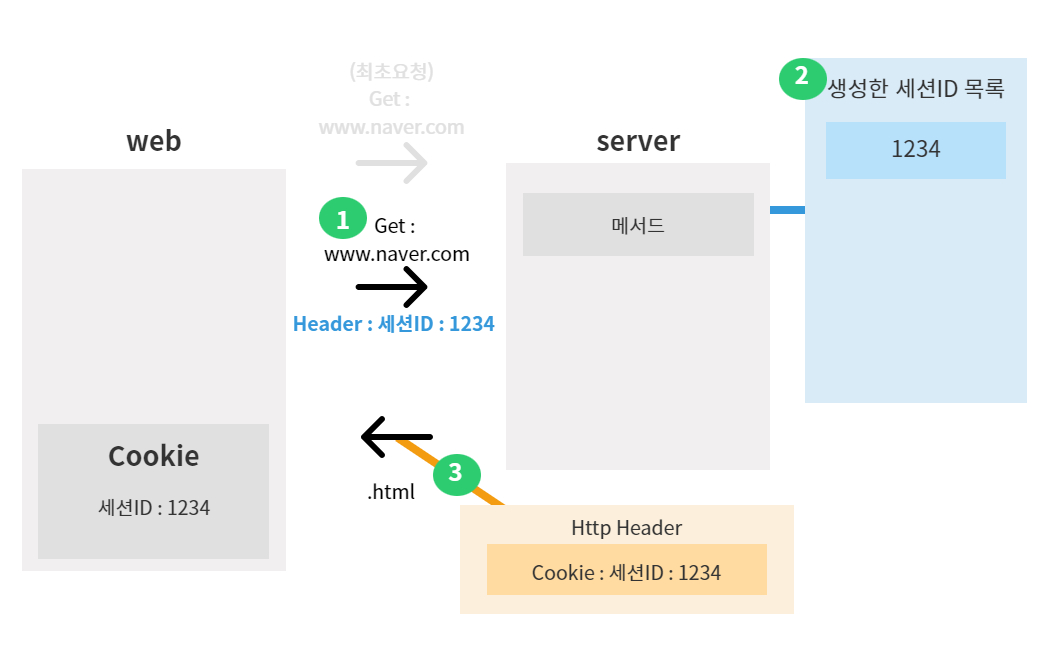 (최초요청)
Get :
www.naver.com
web
server
2
생성한 세션ID 목록
1234
1
Get :
www.naver.com
메서드
Header : 세션ID : 1234
Cookie
세션ID : 1234
3
.html
Http Header
Cookie : 세션ID : 1234